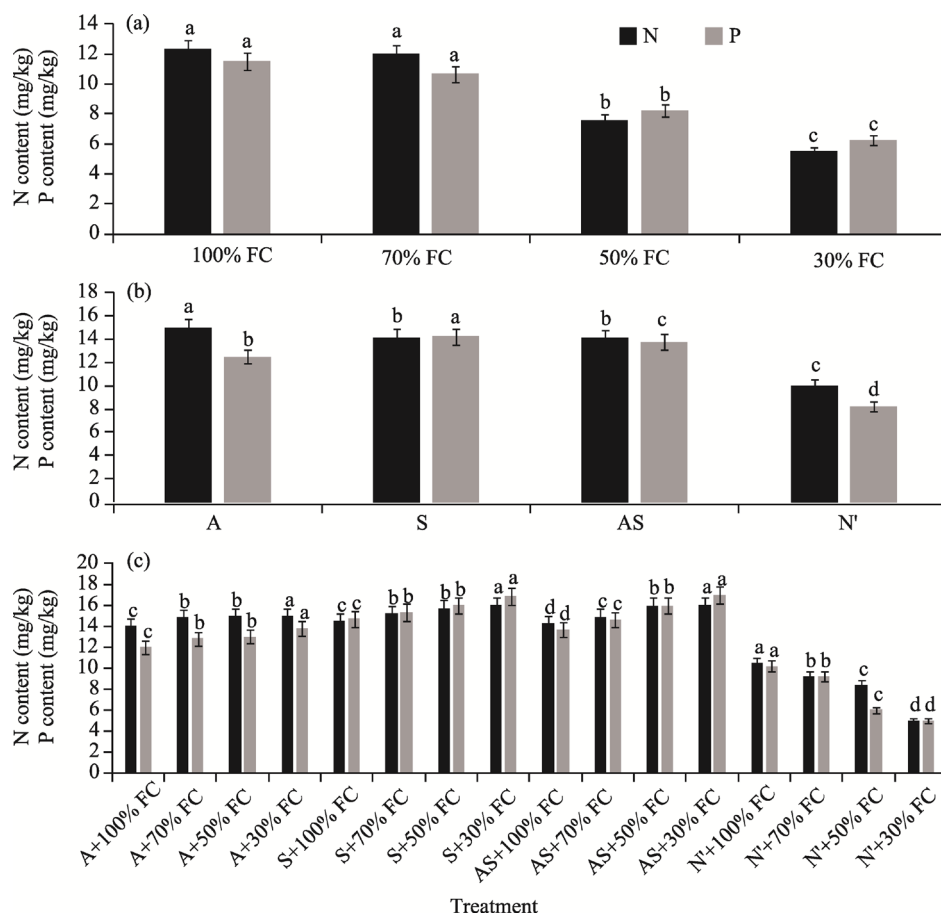 (a)
N content (mg/kg)
P content (mg/kg)
14
12
10
8
6
4
2
0
a a a a b b c c
N P
100% FC 70% FC 50% FC 30% FC
(b)
N content (mg/kg)
P content (mg/kg)
18
16
14
12
10
8
6
4
2
0
a b b a b c c d
A S AS N'
(c)
N content (mg/kg)
P content (mg/kg)
20
18
16
14
12
10
8
6
4
2
0
c c b b b b a a c c b b b b a a d d c c b b a a a a b b c c d d
A+100% FC
A+70% FC
A+50% FC
A+30% FC
S+100% FC
S+70% FC
S+50% FC
S+30% FC
AS+100% FC
AS+70% FC
AS+50% FC
AS+30% FC
N'+100% FC
N'+70% FC
N'+50% FC
N'+30% FC
Treatment